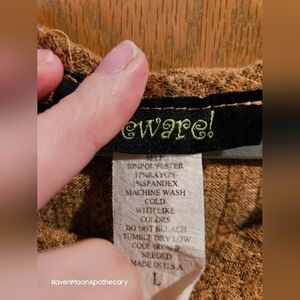 eware!
SELF
80%POLYESTER
17%RAYON
3%SPANDEX
MACHINE WASH
COLD
WITH LIKE
COLORS
DO NOT BLEACH
TUMBLE DRY LOW
COOL IRON IF
NEEDED
MADE IN U.S.A
L
RavenMoonApothecary